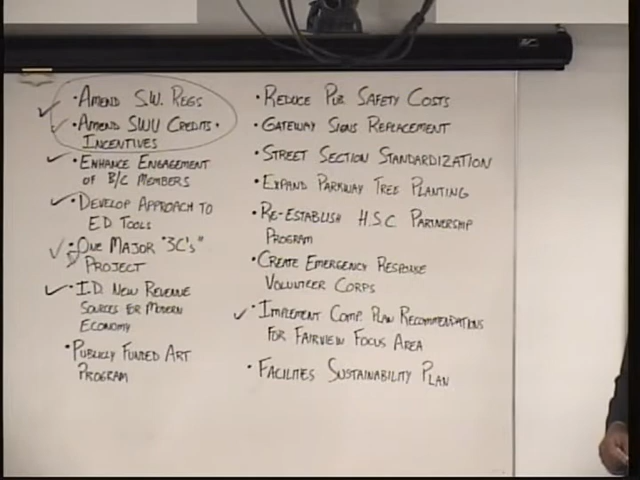 • AMEND S.W. REGS
• AMEND SWU CREDITS •
INCENTIVES
• ENHANCE ENGAGEMENT
OF B/C MEMBERS
• DEVELOP APPROACH TO
ED TOOLS
• ONE MAJOR "3C's"
PROJECT
• I.D. NEW REVENUE
SOURCES FOR MODERN
ECONOMY
• PUBLICLY FUNDED ART
PROGRAM
• REDUCE PUB. SAFETY COSTS
• GATEWAY SIGNS REPLACEMENT
• STREET SECTION STANDARDIZATION
• EXPAND PARKWAY TREE PLANTING
• RE-ESTABLISH H.S.C PARTNERSHIP
PROGRAM
• CREATE EMERGENCY RESPONSE
VOLUNTEER CORPS
• IMPLEMENT COMP. PLAN RECOMMENDATIONS
FOR FAIRVIEW FOCUS AREA
• FACILITIES SUSTAINABILITY PLAN